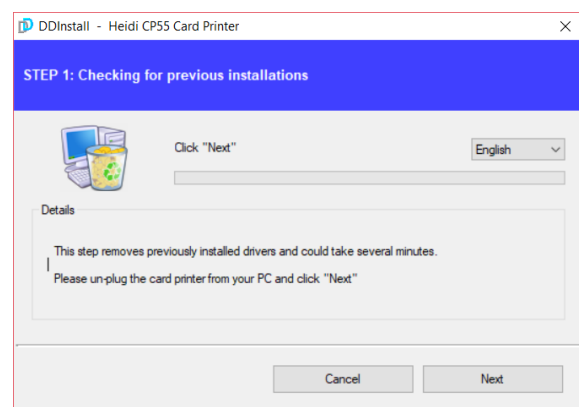 DDInstall - Heidi CP55 Card Printer
STEP 1: Checking for previous installations
Click "Next"
English
Details
This step removes previously installed drivers and could take several minutes.
Please un-plug the card printer from your PC and click "Next"
Cancel
Next